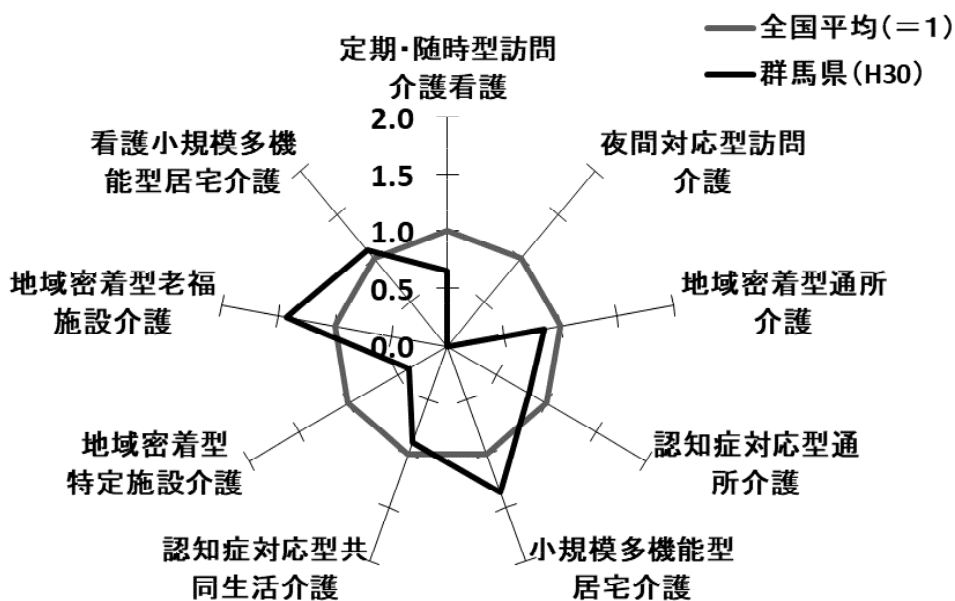 全国平均(＝1)
群馬県(H30)
定期・随時型訪問
介護看護
夜間対応型訪問
介護
地域密着型通所
介護
認知症対応型通
所介護
小規模多機能型
居宅介護
認知症対応型共
同生活介護
地域密着型
特定施設介護
地域密着型老福
施設介護
看護小規模多機
能型居宅介護
2.0
1.5
1.0
0.5
0.0